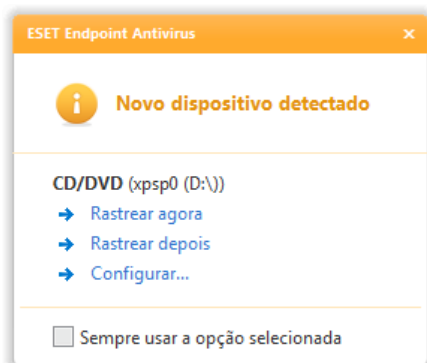 ESET Endpoint Antivirus
Novo dispositivo detectado
CD/DVD (xpsp0 (D:\))
Rastrear agora
Rastrear depois
Configurar...
Sempre usar a opção selecionada